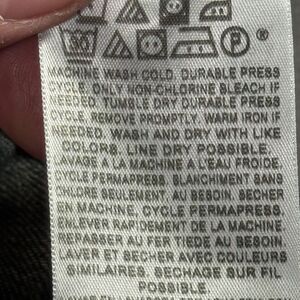 30 P ®
MACHINE WASH COLD, DURABLE PRESS
CYCLE. ONLY NON-CHLORINE BLEACH IF
NEEDED. TUMBLE DRY DURABLE PRESS
CYCLE, REMOVE PROMPTLY. WARM IRON IF
NEEDED. WASH AND DRY WITH LIKE
COLORS. LINE DRY POSSIBLE.
LAVAGE A LA MACHINE A L'EAU FROIDE,
CYCLE PERMAPRESS. BLANCHIMENT SANS
CHLORE SEULEMENT, AU BESOIN. SECHER
EN MACHINE, CYCLE PERMAPRESS.
ENLEVER RAPIDEMENT DE LA MACHINE.
REPASSER AU FER TIEDE AU BESOIN.
LAVER ET SECHER AVEC COULEURS
SIMILAIRES. SECHAGE SUR FIL
POSSIBLE.